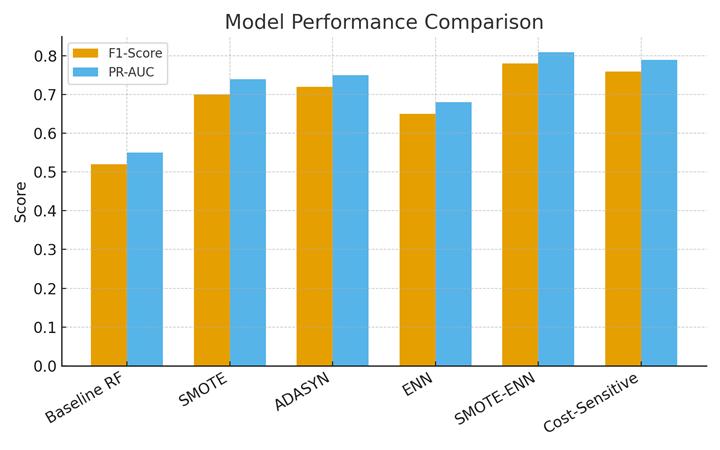 Model Performance Comparison
F1-Score
PR-AUC
Score
0.8
0.7
0.6
0.5
0.4
0.3
0.2
0.1
0.0
Baseline RF
SMOTE
ADASYN
ENN
SMOTE-ENN
Cost-Sensitive